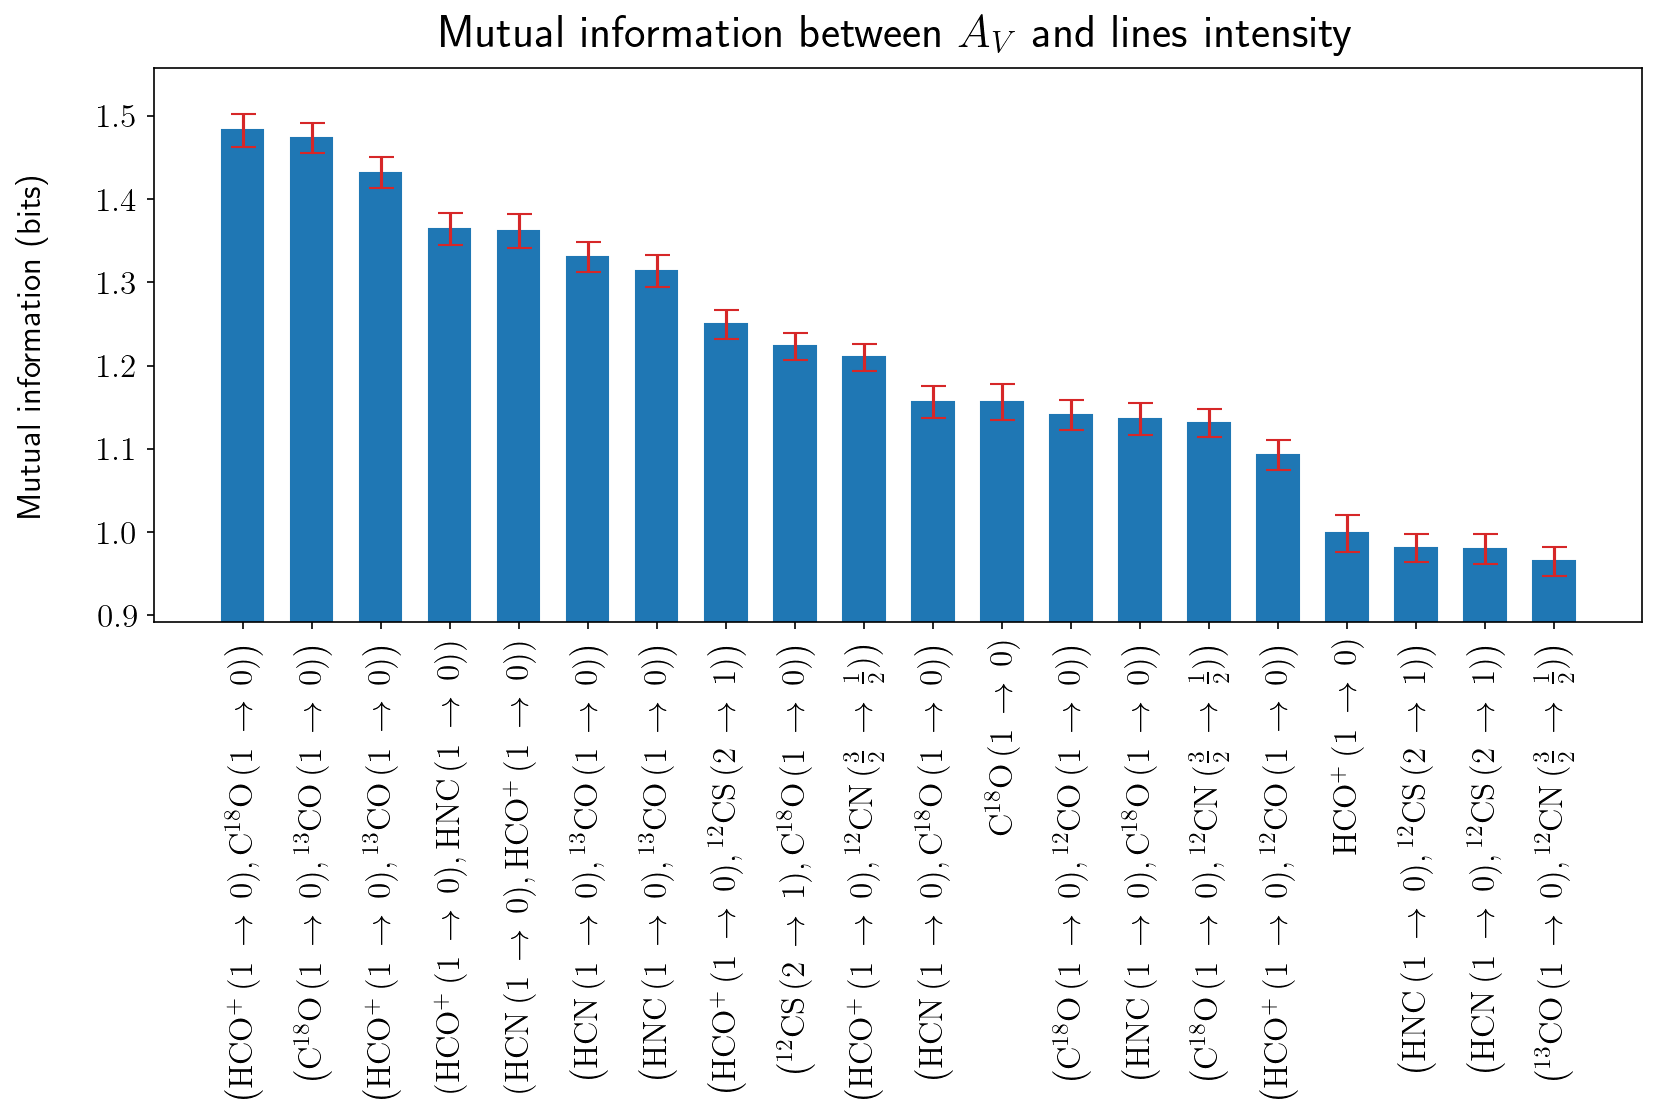 Mutual information between A_V and lines intensity
Mutual information (bits)
1.5
1.4
1.3
1.2
1.1
1.0
0.9
(HCO⁺ (1 → 0), C¹⁸O (1 → 0))
(C¹⁸O (1 → 0), ¹³CO (1 → 0))
(HCO⁺ (1 → 0), ¹³CO (1 → 0))
(HCO⁺ (1 → 0), HNC (1 → 0))
(HCN (1 → 0), HCO⁺ (1 → 0))
(HCN (1 → 0), ¹³CO (1 → 0))
(HNC (1 → 0), ¹³CO (1 → 0))
(HCO⁺ (1 → 0), ¹²CS (2 → 1))
(¹²CS (2 → 1), C¹⁸O (1 → 0))
(HCO⁺ (1 → 0), ¹²CN (3/2 → 1/2))
(HCN (1 → 0), C¹⁸O (1 → 0))
C¹⁸O (1 → 0)
(C¹⁸O (1 → 0), ¹²CO (1 → 0))
(HNC (1 → 0), C¹⁸O (1 → 0))
(C¹⁸O (1 → 0), ¹²CN (3/2 → 1/2))
(HCO⁺ (1 → 0), ¹²CO (1 → 0))
HCO⁺ (1 → 0)
(HNC (1 → 0), ¹²CS (2 → 1))
(HCN (1 → 0), ¹²CS (2 → 1))
(¹³CO (1 → 0), ¹²CN (3/2 → 1/2))